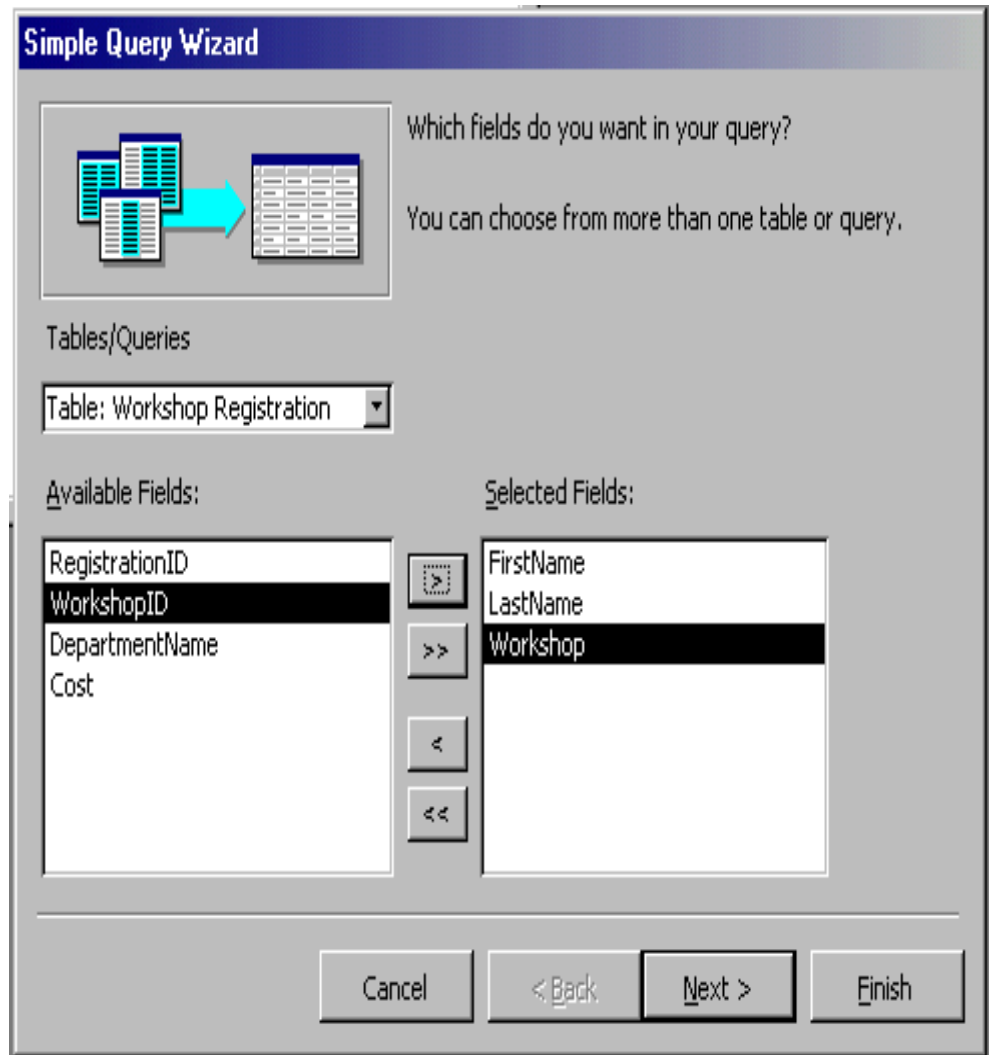 Simple Query Wizard
Which fields do you want in your query?
You can choose from more than one table or query.
Tables/Queries
Table: Workshop Registration
Available Fields:
RegistrationID
WorkshopID
DepartmentName
Cost
>
>>
<
<<
Selected Fields:
FirstName
LastName
Workshop
Cancel
< Back
Next >
Finish